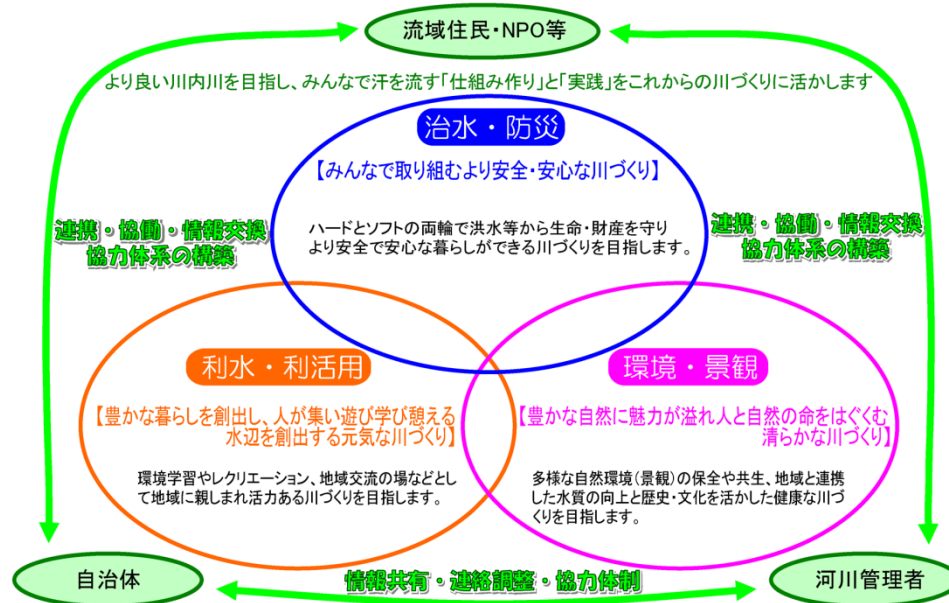 流域住民・NPO等
より良い川内川を目指し、みんなで汗を流す「仕組み作り」と「実践」をこれからの川づくりに活かします
治水・防災
【みんなで取り組むより安全・安心な川づくり】
ハードとソフトの両輪で洪水等から生命・財産を守り
より安全で安心な暮らしができる川づくりを目指します。
連携・協働・情報交換
協力体系の構築
連携・協働・情報交換
協力体系の構築
利水・利活用
【豊かな暮らしを創出し、人が集い遊び学び憩える
水辺を創出する元気な川づくり】
環境学習やレクリエーション、地域交流の場などとし
て地域に親しまれ活力ある川づくりを目指します。
環境・景観
【豊かな自然に魅力が溢れ人と自然の命をはぐくむ
清らかな川づくり】
多様な自然環境(景観)の保全や共生、地域と連携
した水質の向上と歴史・文化を活かした健康な川づ
くりを目指します。
自治体
情報共有・連絡調整・協力体制
河川管理者